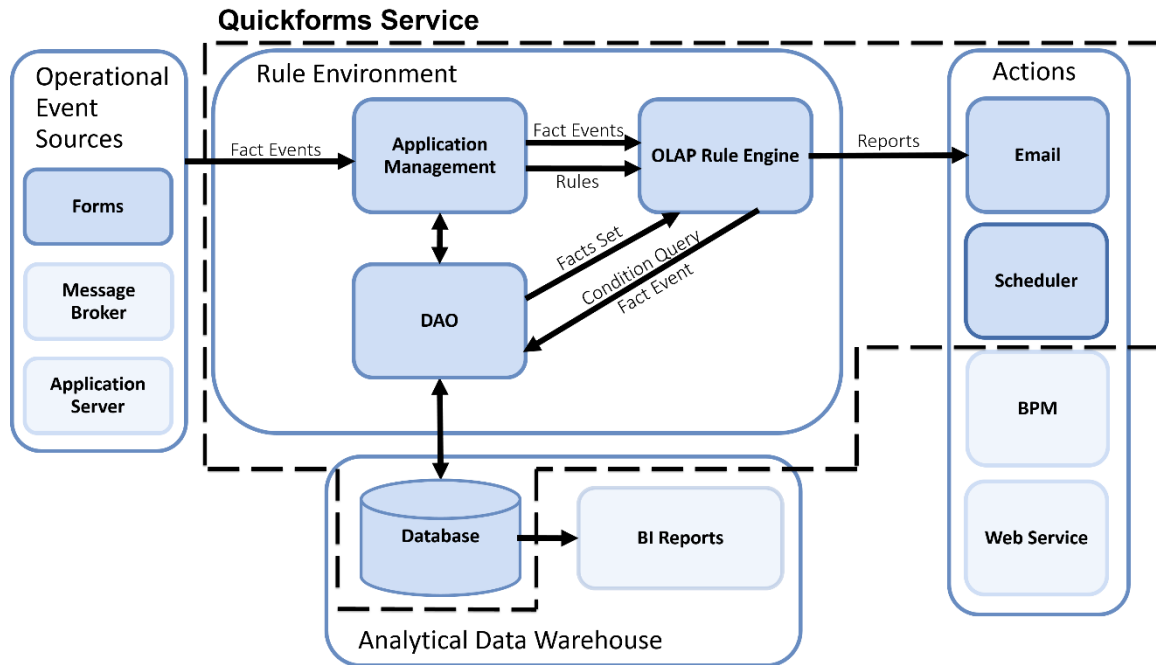 Quickforms Service
Operational
Event
Sources
Forms
Message
Broker
Application
Server
Fact Events
Rule Environment
Application
Management
Fact Events
Rules
OLAP Rule Engine
DAO
Facts Set
Condition Query
Fact Event
Reports
Actions
Email
Scheduler
BPM
Web Service
Database
BI Reports
Analytical Data Warehouse